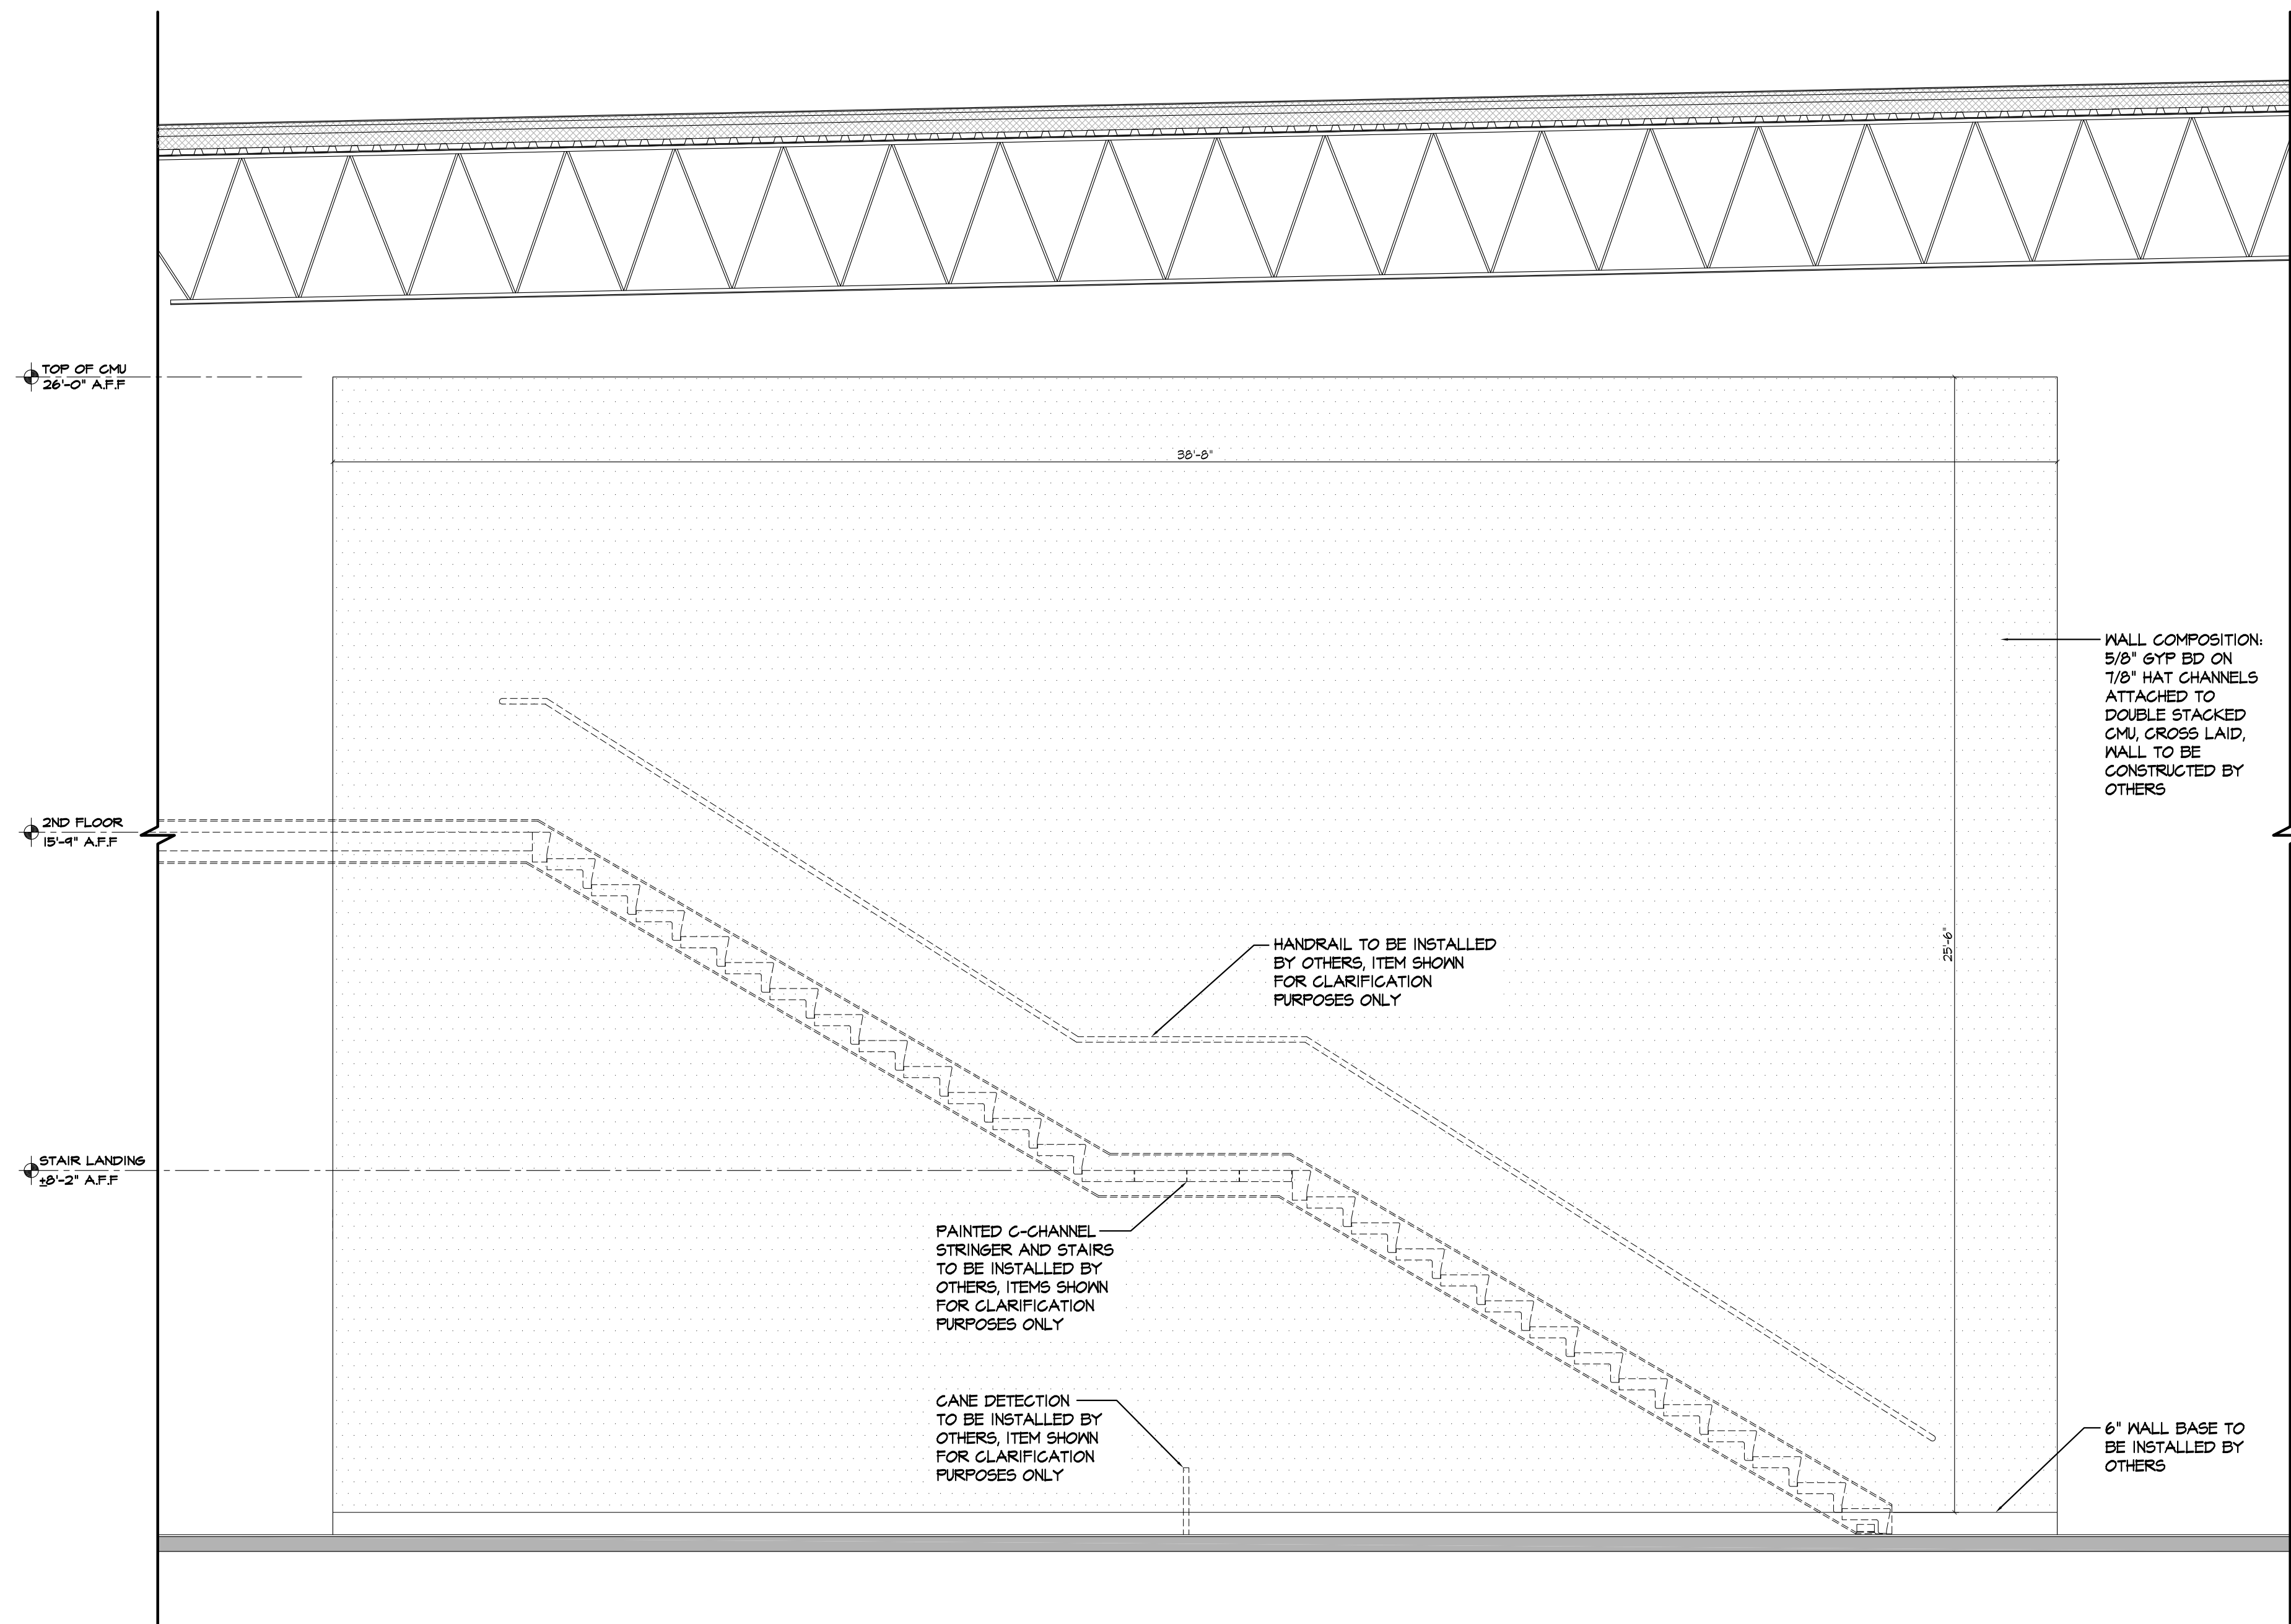 TOP OF CMU
26'-0" A.F.F
38'-8"
WALL COMPOSITION:
5/8" GYP BD ON
7/8" HAT CHANNELS
ATTACHED TO
DOUBLE STACKED
CMU, CROSS LAID,
WALL TO BE
CONSTRUCTED BY
OTHERS
2ND FLOOR
15'-9" A.F.F
25'-6"
HANDRAIL TO BE INSTALLED
BY OTHERS, ITEM SHOWN
FOR CLARIFICATION
PURPOSES ONLY
STAIR LANDING
±8'-2" A.F.F
PAINTED C-CHANNEL
STRINGER AND STAIRS
TO BE INSTALLED BY
OTHERS, ITEMS SHOWN
FOR CLARIFICATION
PURPOSES ONLY
CANE DETECTION
TO BE INSTALLED BY
OTHERS, ITEM SHOWN
FOR CLARIFICATION
PURPOSES ONLY
6" WALL BASE TO
BE INSTALLED BY
OTHERS